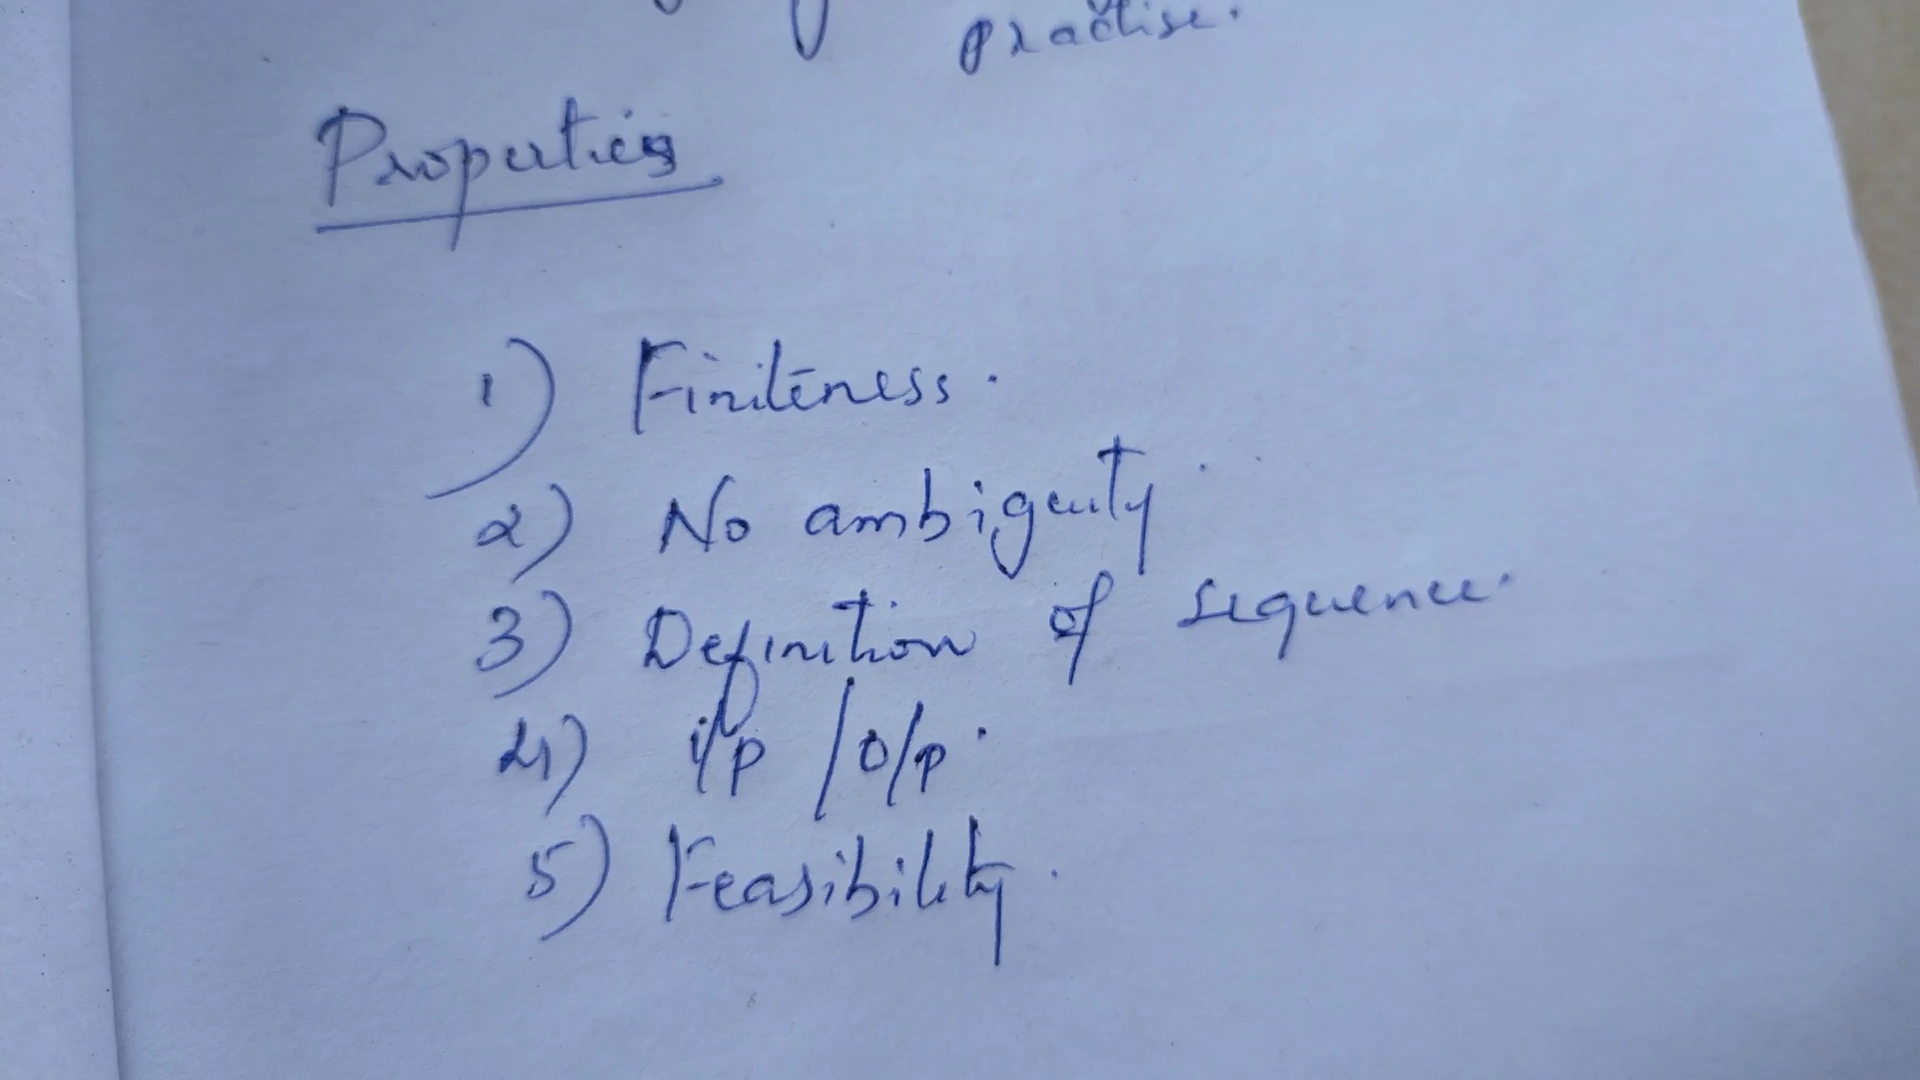 practise.
Properties
1) Finiteness.
2) No ambiguity.
3) Definition of sequence.
4) i/p / o/p.
5) Feasibility.